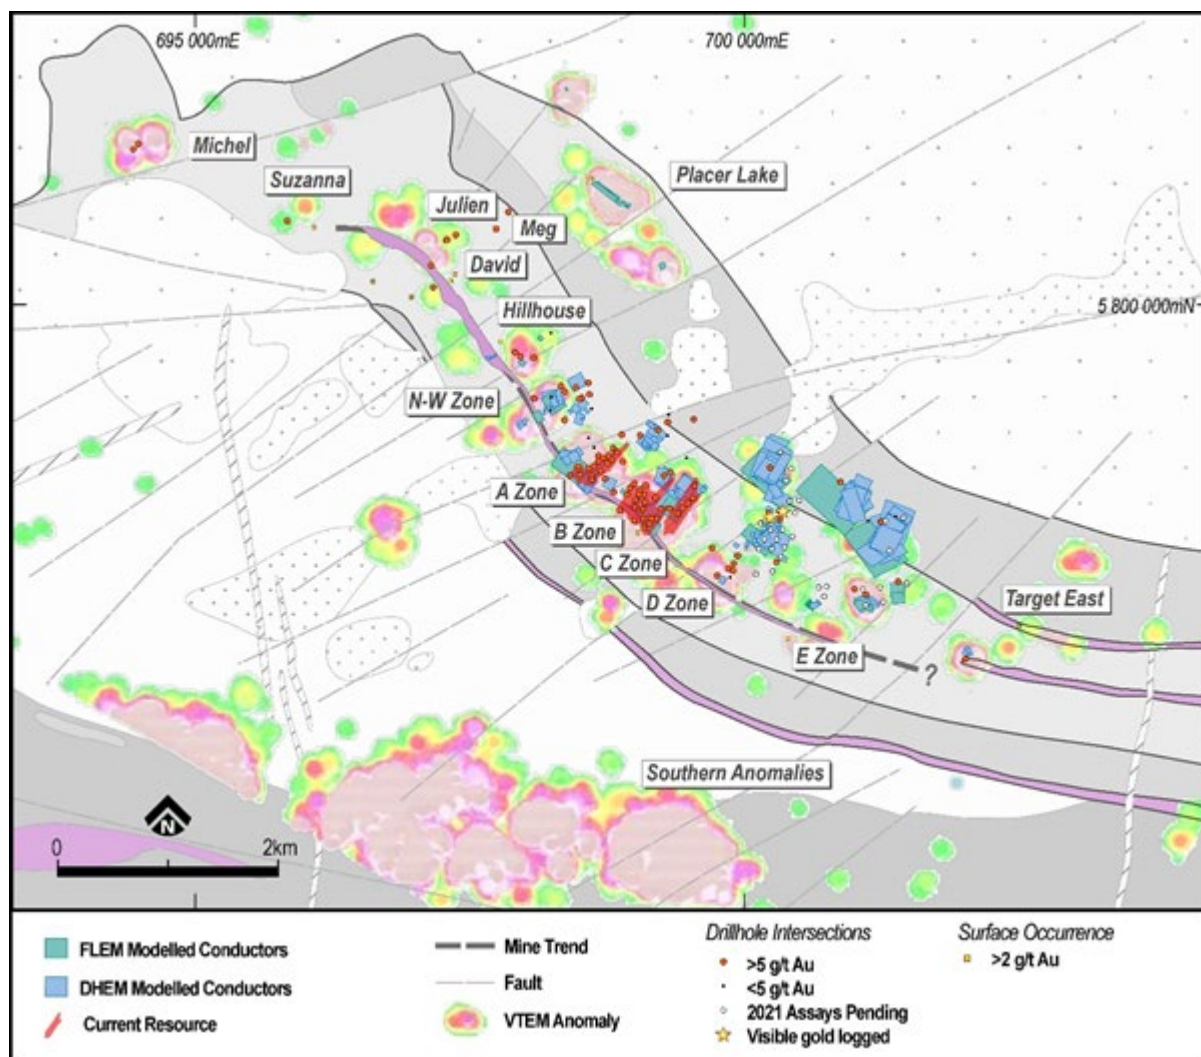 695 000mE
700 000mE
Michel
Placer Lake
Suzanna
Julien
Meg
David
Hillhouse
5 800 000mN
N-W Zone
A Zone
B Zone
C Zone
D Zone
Target East
E Zone
?
Southern Anomalies
N
0
2km
FLEM Modelled Conductors
DHEM Modelled Conductors
Current Resource
Mine Trend
Fault
VTEM Anomaly
Drillhole Intersections
>5 g/t Au
<5 g/t Au
2021 Assays Pending
Visible gold logged
Surface Occurrence
>2 g/t Au